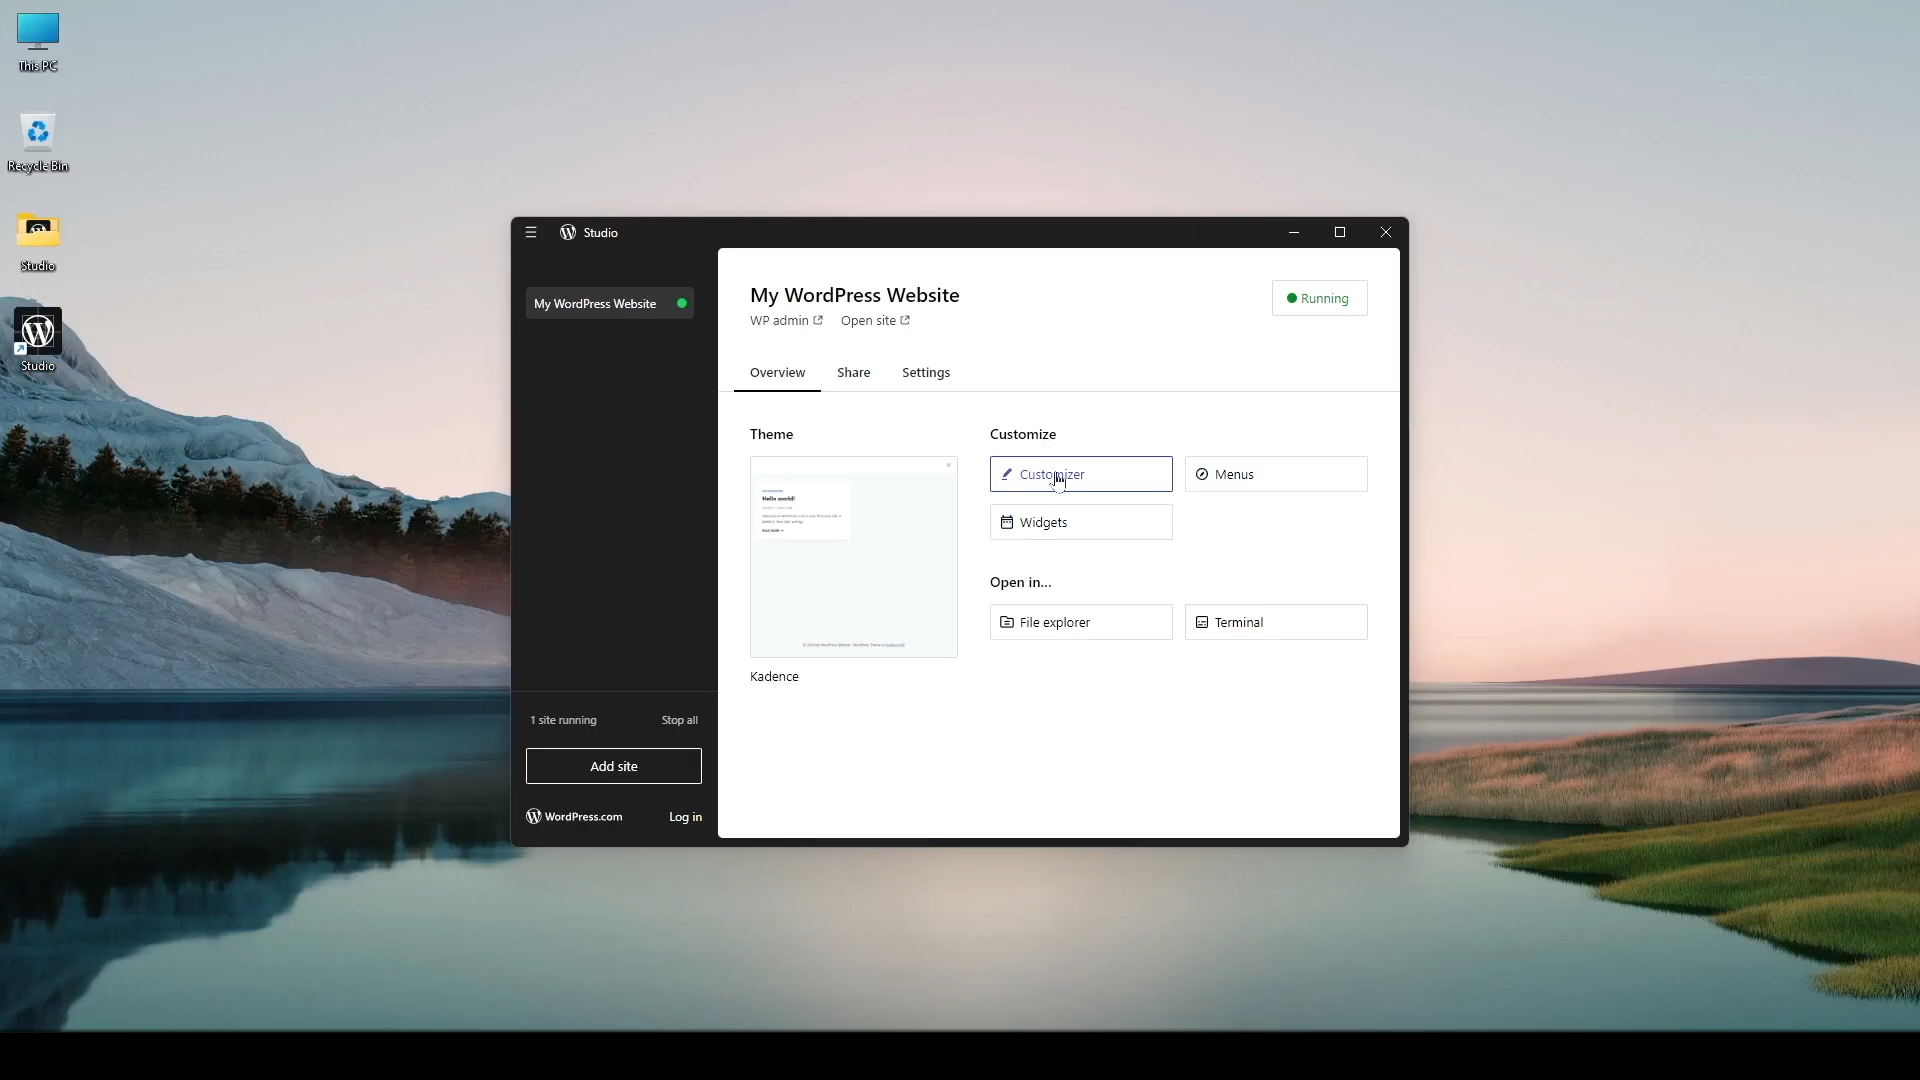 This PC
Recycle Bin
Studio
Studio
Studio
My WordPress Website
1 site running
Stop all
Add site
WordPress.com
Log in
My WordPress Website
Running
WP admin
Open site
Overview
Share
Settings
Theme
Hello world!
Kadence
Customize
Customizer
Menus
Widgets
Open in...
File explorer
Terminal